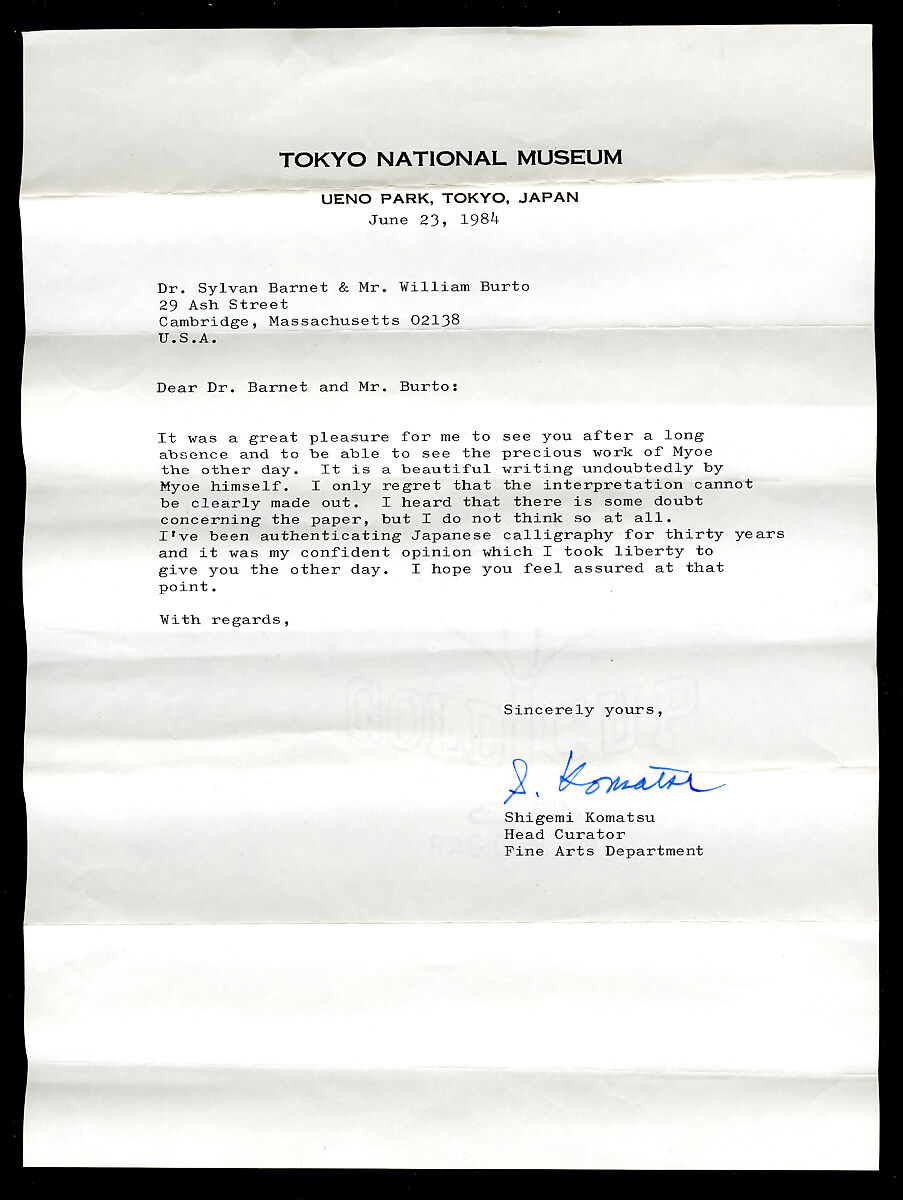 TOKYO NATIONAL MUSEUM
UENO PARK, TOKYO, JAPAN
June 23, 1984
Dr. Sylvan Barnet & Mr. William Burto
29 Ash Street
Cambridge, Massachusetts 02138
U.S.A.
Dear Dr. Barnet and Mr. Burto:
It was a great pleasure for me to see you after a long
absence and to be able to see the precious work of Myoe
the other day. It is a beautiful writing undoubtedly by
Myoe himself. I only regret that the interpretation cannot
be clearly made out. I heard that there is some doubt
concerning the paper, but I do not think so at all.
I've been authenticating Japanese calligraphy for thirty years
and it was my confident opinion which I took liberty to
give you the other day. I hope you feel assured at that
point.
With regards,
Sincerely yours,
S. Komatsu
Shigemi Komatsu
Head Curator
Fine Arts Department